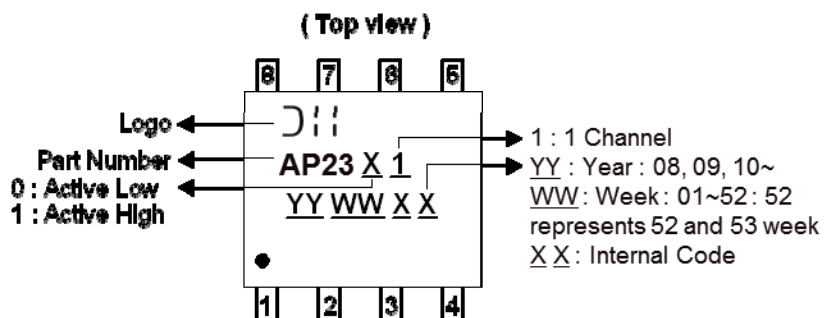 ( Top view )
8 7 6 5
Logo
Part Number
0 : Active Low
1 : Active High
AP23 X 1
YY WW X X
1 : 1 Channel
YY : Year : 08, 09, 10~
WW : Week : 01~52 : 52
represents 52 and 53 week
X X : Internal Code
1 2 3 4